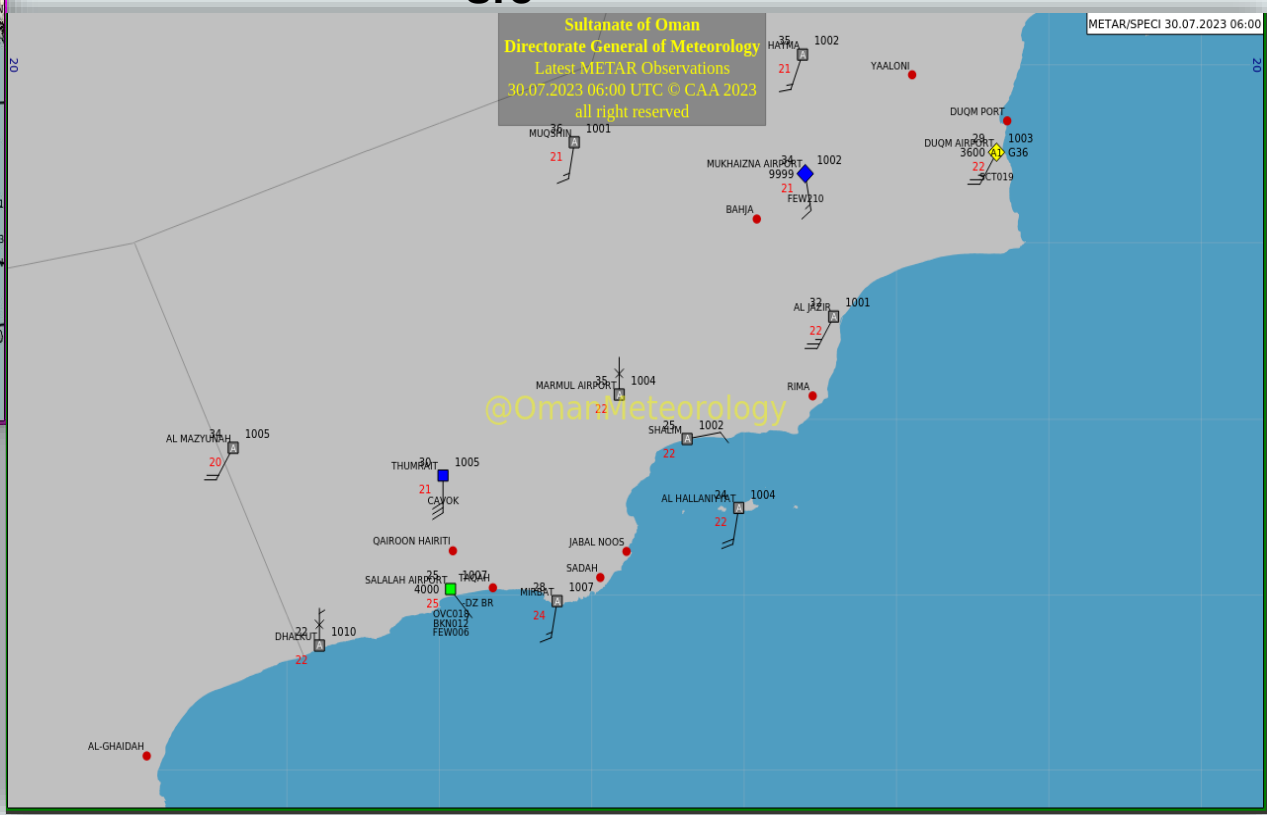 Sultanate of Oman
Directorate General of Meteorology
Latest METAR Observations
30.07.2023 06:00 UTC © CAA 2023
all right reserved
METAR/SPECI 30.07.2023 06:00
20
20
35 1002
HAIMA
A
21
YAALONI
DUQM PORT
36 1001
MUQSHIN
A
21
29 1003
DUQM AIRPORT
3600 A1 G36
22
SCT019
34 1002
MUKHAIZNA AIRPORT
9999
21
FEW210
BAHJA
32 1001
AL JAZIR
A
22
35 1004
MARMUL AIRPORT
A
22
RIMA
@OmanMeteorology
25 1002
SHALIM
A
22
34 1005
AL MAZYUNAH
A
20
30 1005
THUMRAIT
21
CAVOK
24 1004
AL HALLANIYYAT
A
22
QAIROON HAIRITI
JABAL NOOS
SADAH
25 1007
SALALAH AIRPORT
TAQAH
4000
25
-DZ BR
OVC018
BKN012
FEW006
28 1007
MIRBAT
A
24
22 1010
DHALKUT
A
22
AL-GHAIDAH